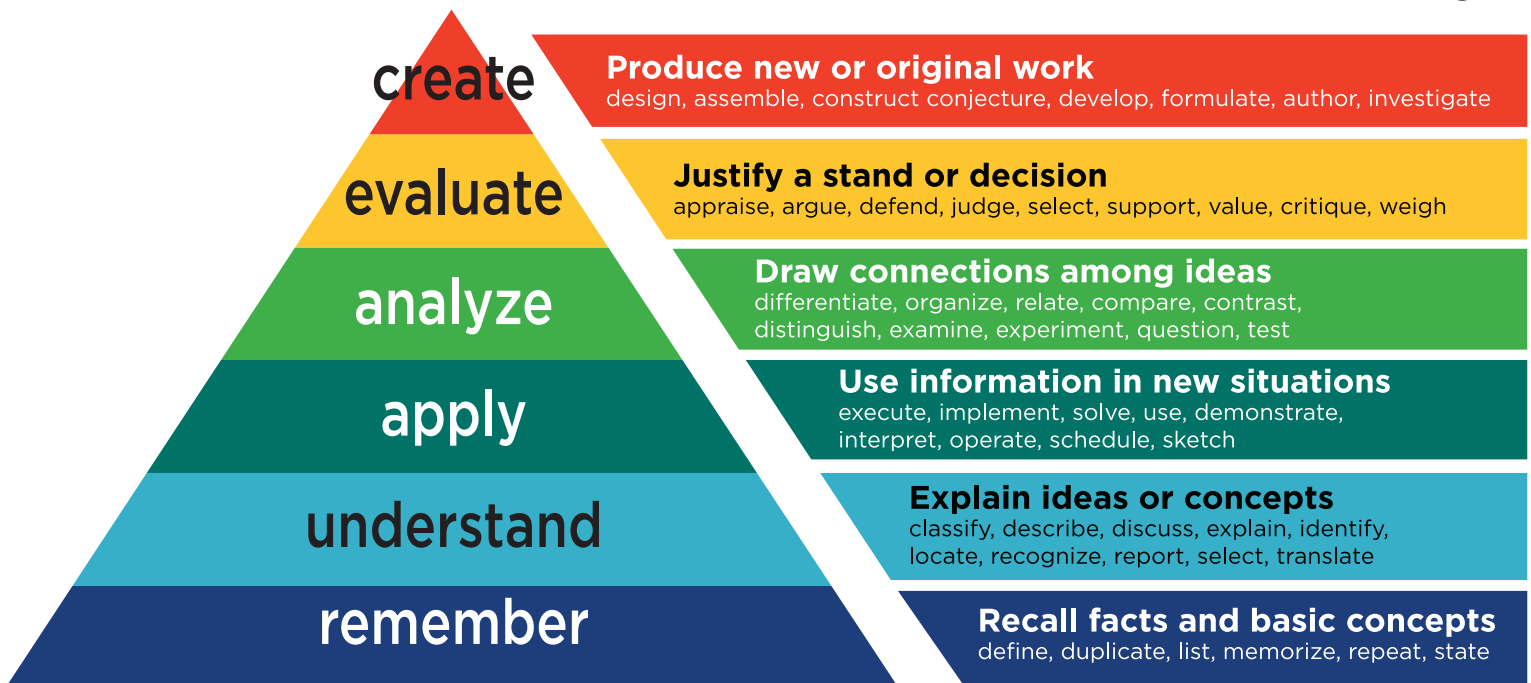 create
Produce new or original work
design, assemble, construct conjecture, develop, formulate, author, investigate
evaluate
Justify a stand or decision
appraise, argue, defend, judge, select, support, value, critique, weigh
analyze
Draw connections among ideas
differentiate, organize, relate, compare, contrast,
distinguish, examine, experiment, question, test
apply
Use information in new situations
execute, implement, solve, use, demonstrate,
interpret, operate, schedule, sketch
understand
Explain ideas or concepts
classify, describe, discuss, explain, identify,
locate, recognize, report, select, translate
remember
Recall facts and basic concepts
define, duplicate, list, memorize, repeat, state